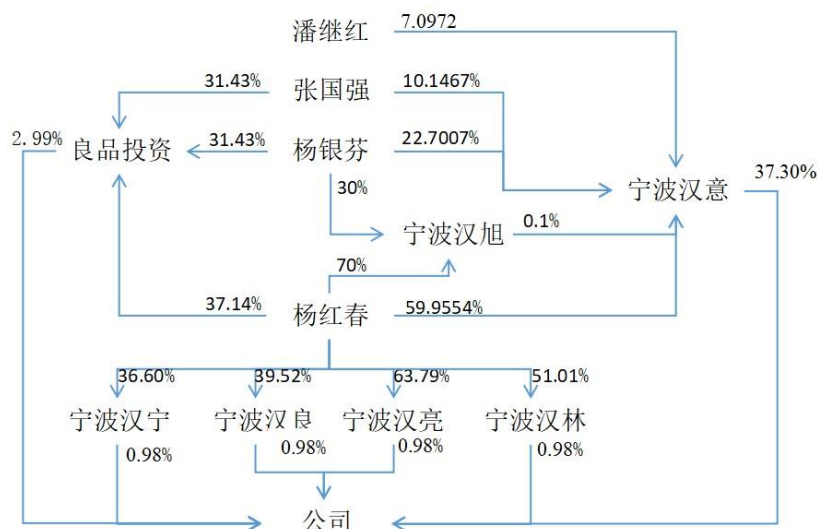 潘继红 7.0972
31.43% 张国强 10.1467%
2.99% 良品投资 31.43% 杨银芬 22.7007%
30% 宁波汉意 37.30%
宁波汉旭 0.1%
70%
37.14% 杨红春 59.9554%
36.60% 39.52% 63.79% 51.01%
宁波汉宁 宁波汉良 宁波汉亮 宁波汉林
0.98% 0.98% 0.98% 0.98%
公司